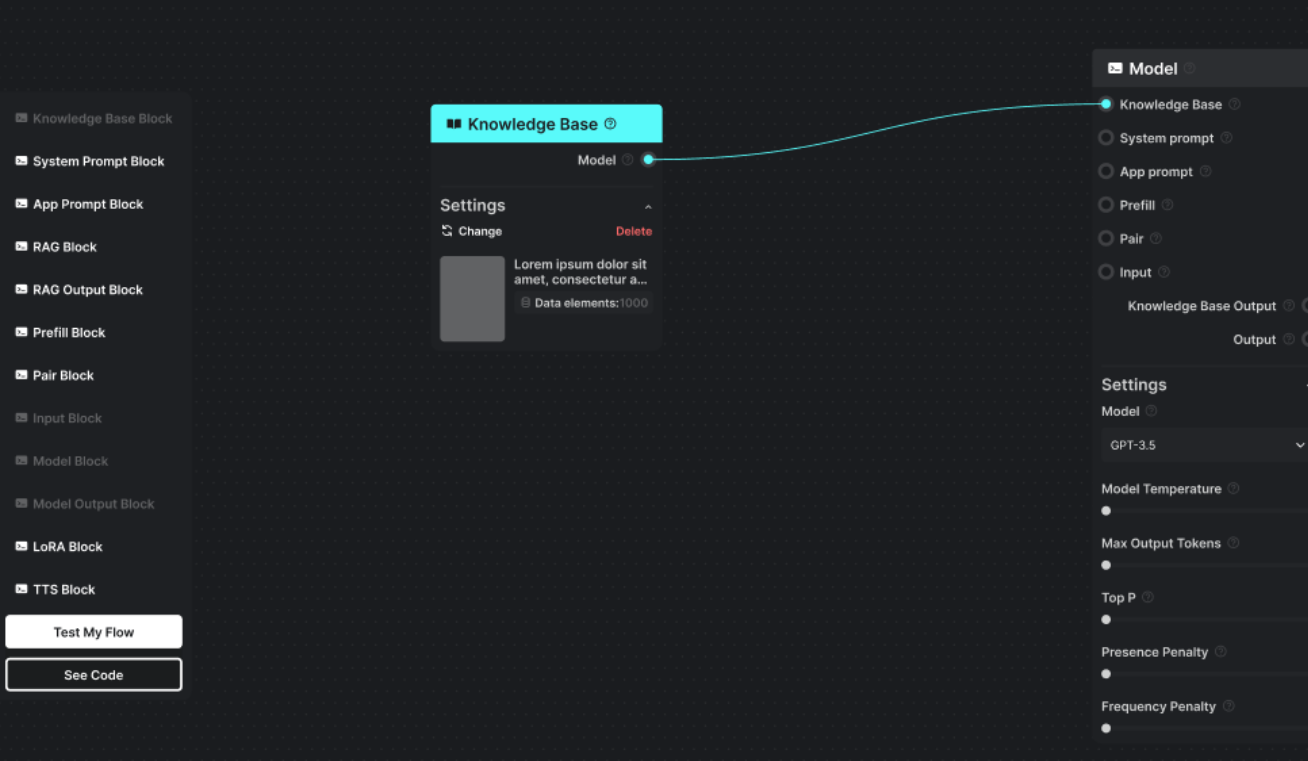 Knowledge Base Block
System Prompt Block
App Prompt Block
RAG Block
RAG Output Block
Prefill Block
Pair Block
Input Block
Model Block
Model Output Block
LoRA Block
TTS Block
Test My Flow
See Code
Knowledge Base
Model
Settings
Change
Delete
Lorem ipsum dolor sit
amet, consectetur a...
Data elements:1000
Model
Knowledge Base
System prompt
App prompt
Prefill
Pair
Input
Knowledge Base Output
Output
Settings
Model
GPT-3.5
Model Temperature
Max Output Tokens
Top P
Presence Penalty
Frequency Penalty